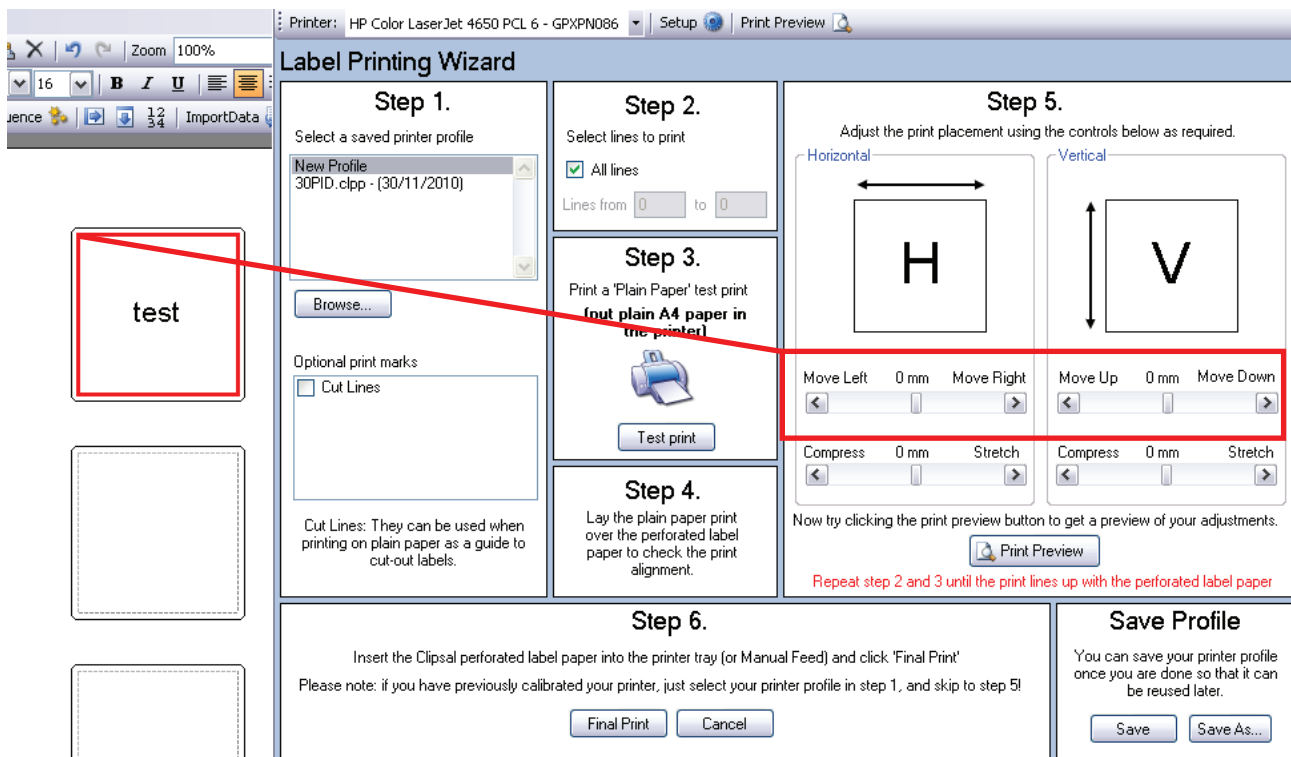 Printer: HP Color LaserJet 4650 PCL 6 - GPXPN086 Setup Print Preview
Zoom 100%
16 B I U
uence 12 34 ImportData
test
Label Printing Wizard
Step 1.
Select a saved printer profile
New Profile
30PID.clpp - (30/11/2010)
Browse...
Optional print marks
Cut Lines
Cut Lines: They can be used when
printing on plain paper as a guide to
cut-out labels.
Step 2.
Select lines to print
All lines
Lines from 0 to 0
Step 3.
Print a 'Plain Paper' test print
(put plain A4 paper in
the printer)
Test print
Step 4.
Lay the plain paper print
over the perforated label
paper to check the print
alignment.
Step 5.
Adjust the print placement using the controls below as required.
Horizontal
H
Move Left 0 mm Move Right
Compress 0 mm Stretch
Vertical
V
Move Up 0 mm Move Down
Compress 0 mm Stretch
Now try clicking the print preview button to get a preview of your adjustments.
Print Preview
Repeat step 2 and 3 until the print lines up with the perforated label paper
Step 6.
Insert the Clipsal perforated label paper into the printer tray (or Manual Feed) and click 'Final Print'
Please note: if you have previously calibrated your printer, just select your printer profile in step 1, and skip to step 5!
Final Print Cancel
Save Profile
You can save your printer profile
once you are done so that it can
be reused later.
Save Save As...